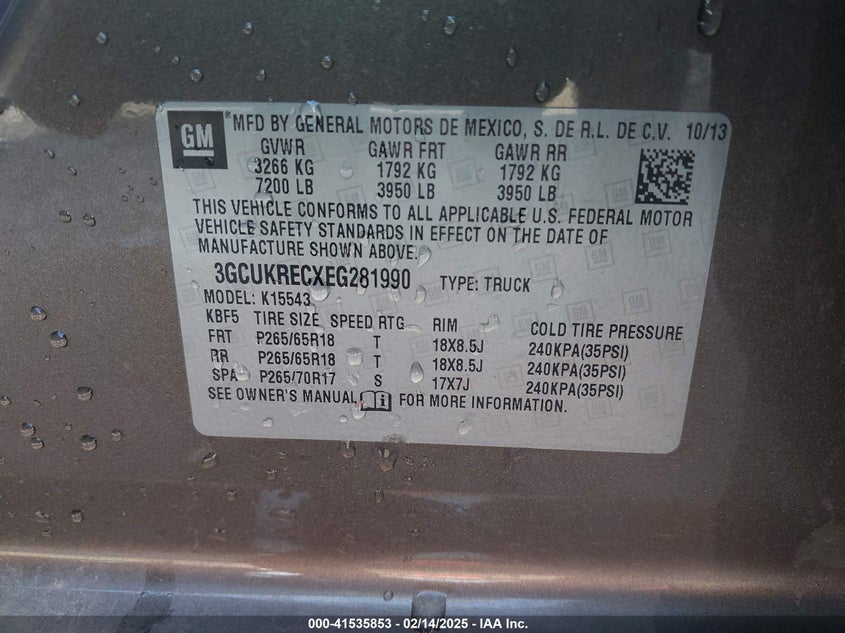 GM ® MFD BY GENERAL MOTORS DE MEXICO, S. DE R.L. DE C.V. 10/13
GVWR GAWR FRT GAWR RR
3266 KG 1792 KG 1792 KG
7200 LB 3950 LB 3950 LB
THIS VEHICLE CONFORMS TO ALL APPLICABLE U.S. FEDERAL MOTOR
VEHICLE SAFETY STANDARDS IN EFFECT ON THE DATE OF
MANUFACTURE SHOWN ABOVE.
3GCUKRECXEG281990 TYPE: TRUCK
MODEL: K15543
KBF5 TIRE SIZE SPEED RTG RIM COLD TIRE PRESSURE
FRT P265/65R18 T 18X8.5J 240KPA(35PSI)
RR P265/65R18 T 18X8.5J 240KPA(35PSI)
SPA P265/70R17 S 17X7J 240KPA(35PSI)
SEE OWNER'S MANUAL FOR MORE INFORMATION.
000-41535853 - 02/14/2025 - IAA Inc.